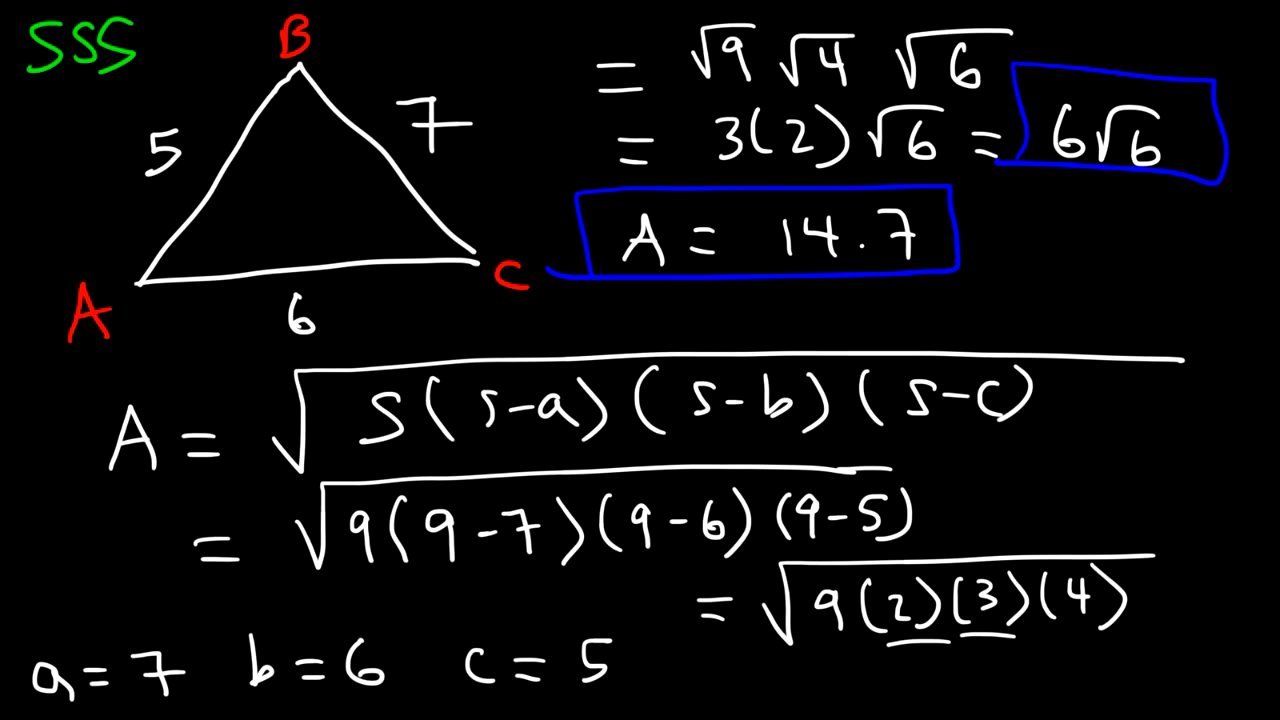 SSS
B
5
7
A
6
C
= √9 √4 √6
= 3(2)√6 = 6√6
A = 14.7
A = √S(s-a)(s-b)(s-c)
= √9(9-7)(9-6)(9-5)
= √9(2)(3)(4)
a=7 b=6 c=5